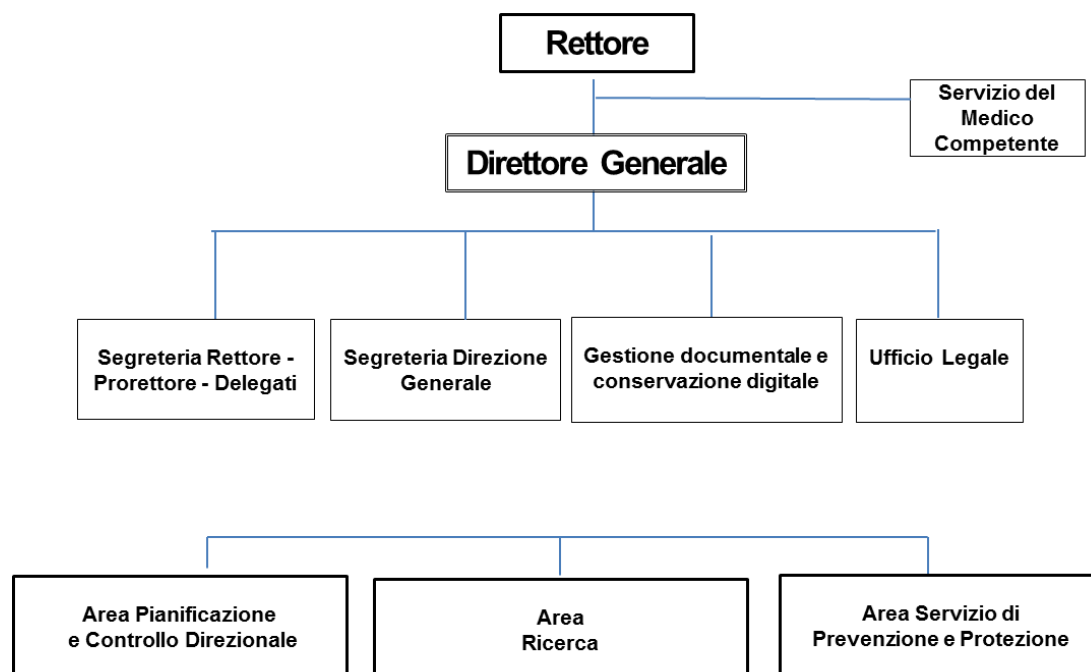 Rettore
Servizio del
Medico
Competente
Direttore Generale
Segreteria Rettore -
Prorettore - Delegati
Segreteria Direzione
Generale
Gestione documentale e
conservazione digitale
Ufficio Legale
Area Pianificazione
e Controllo Direzionale
Area
Ricerca
Area Servizio di
Prevenzione e Protezione